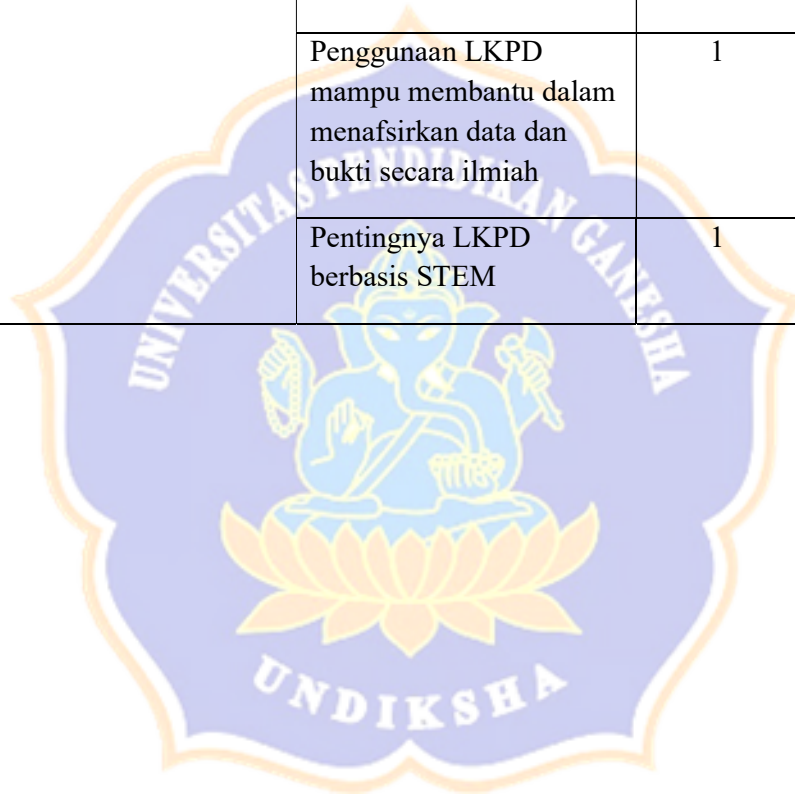 Penggunaan LKPD 1
mampu membantu dalam
menafsirkan data dan
bukti secara ilmiah
Pentingnya LKPD 1
berbasis STEM
UNIVERSITAS PENDIDIKAN GANESHA
UNDIKSHA